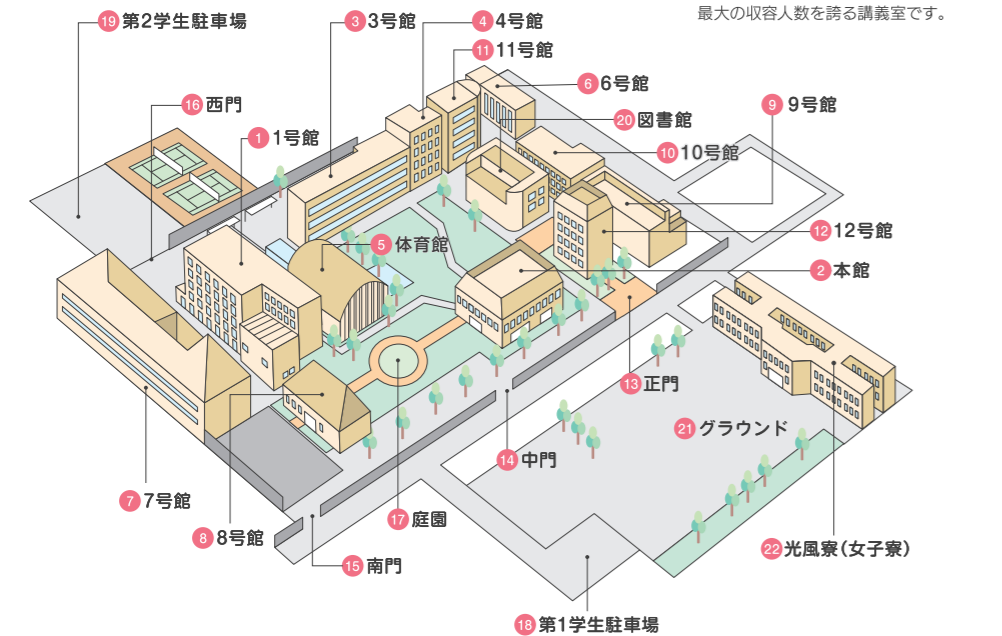 最大の収容人数を誇る講義室です。
19 第2学生駐車場
3 3号館
4 4号館
11 11号館
6 6号館
16 西門
9 9号館
20 図書館
1 1号館
10 10号館
12 12号館
5 体育館
2 本館
13 正門
21 グラウンド
14 中門
7 7号館
17 庭園
8 8号館
22 光風寮(女子寮)
15 南門
18 第1学生駐車場